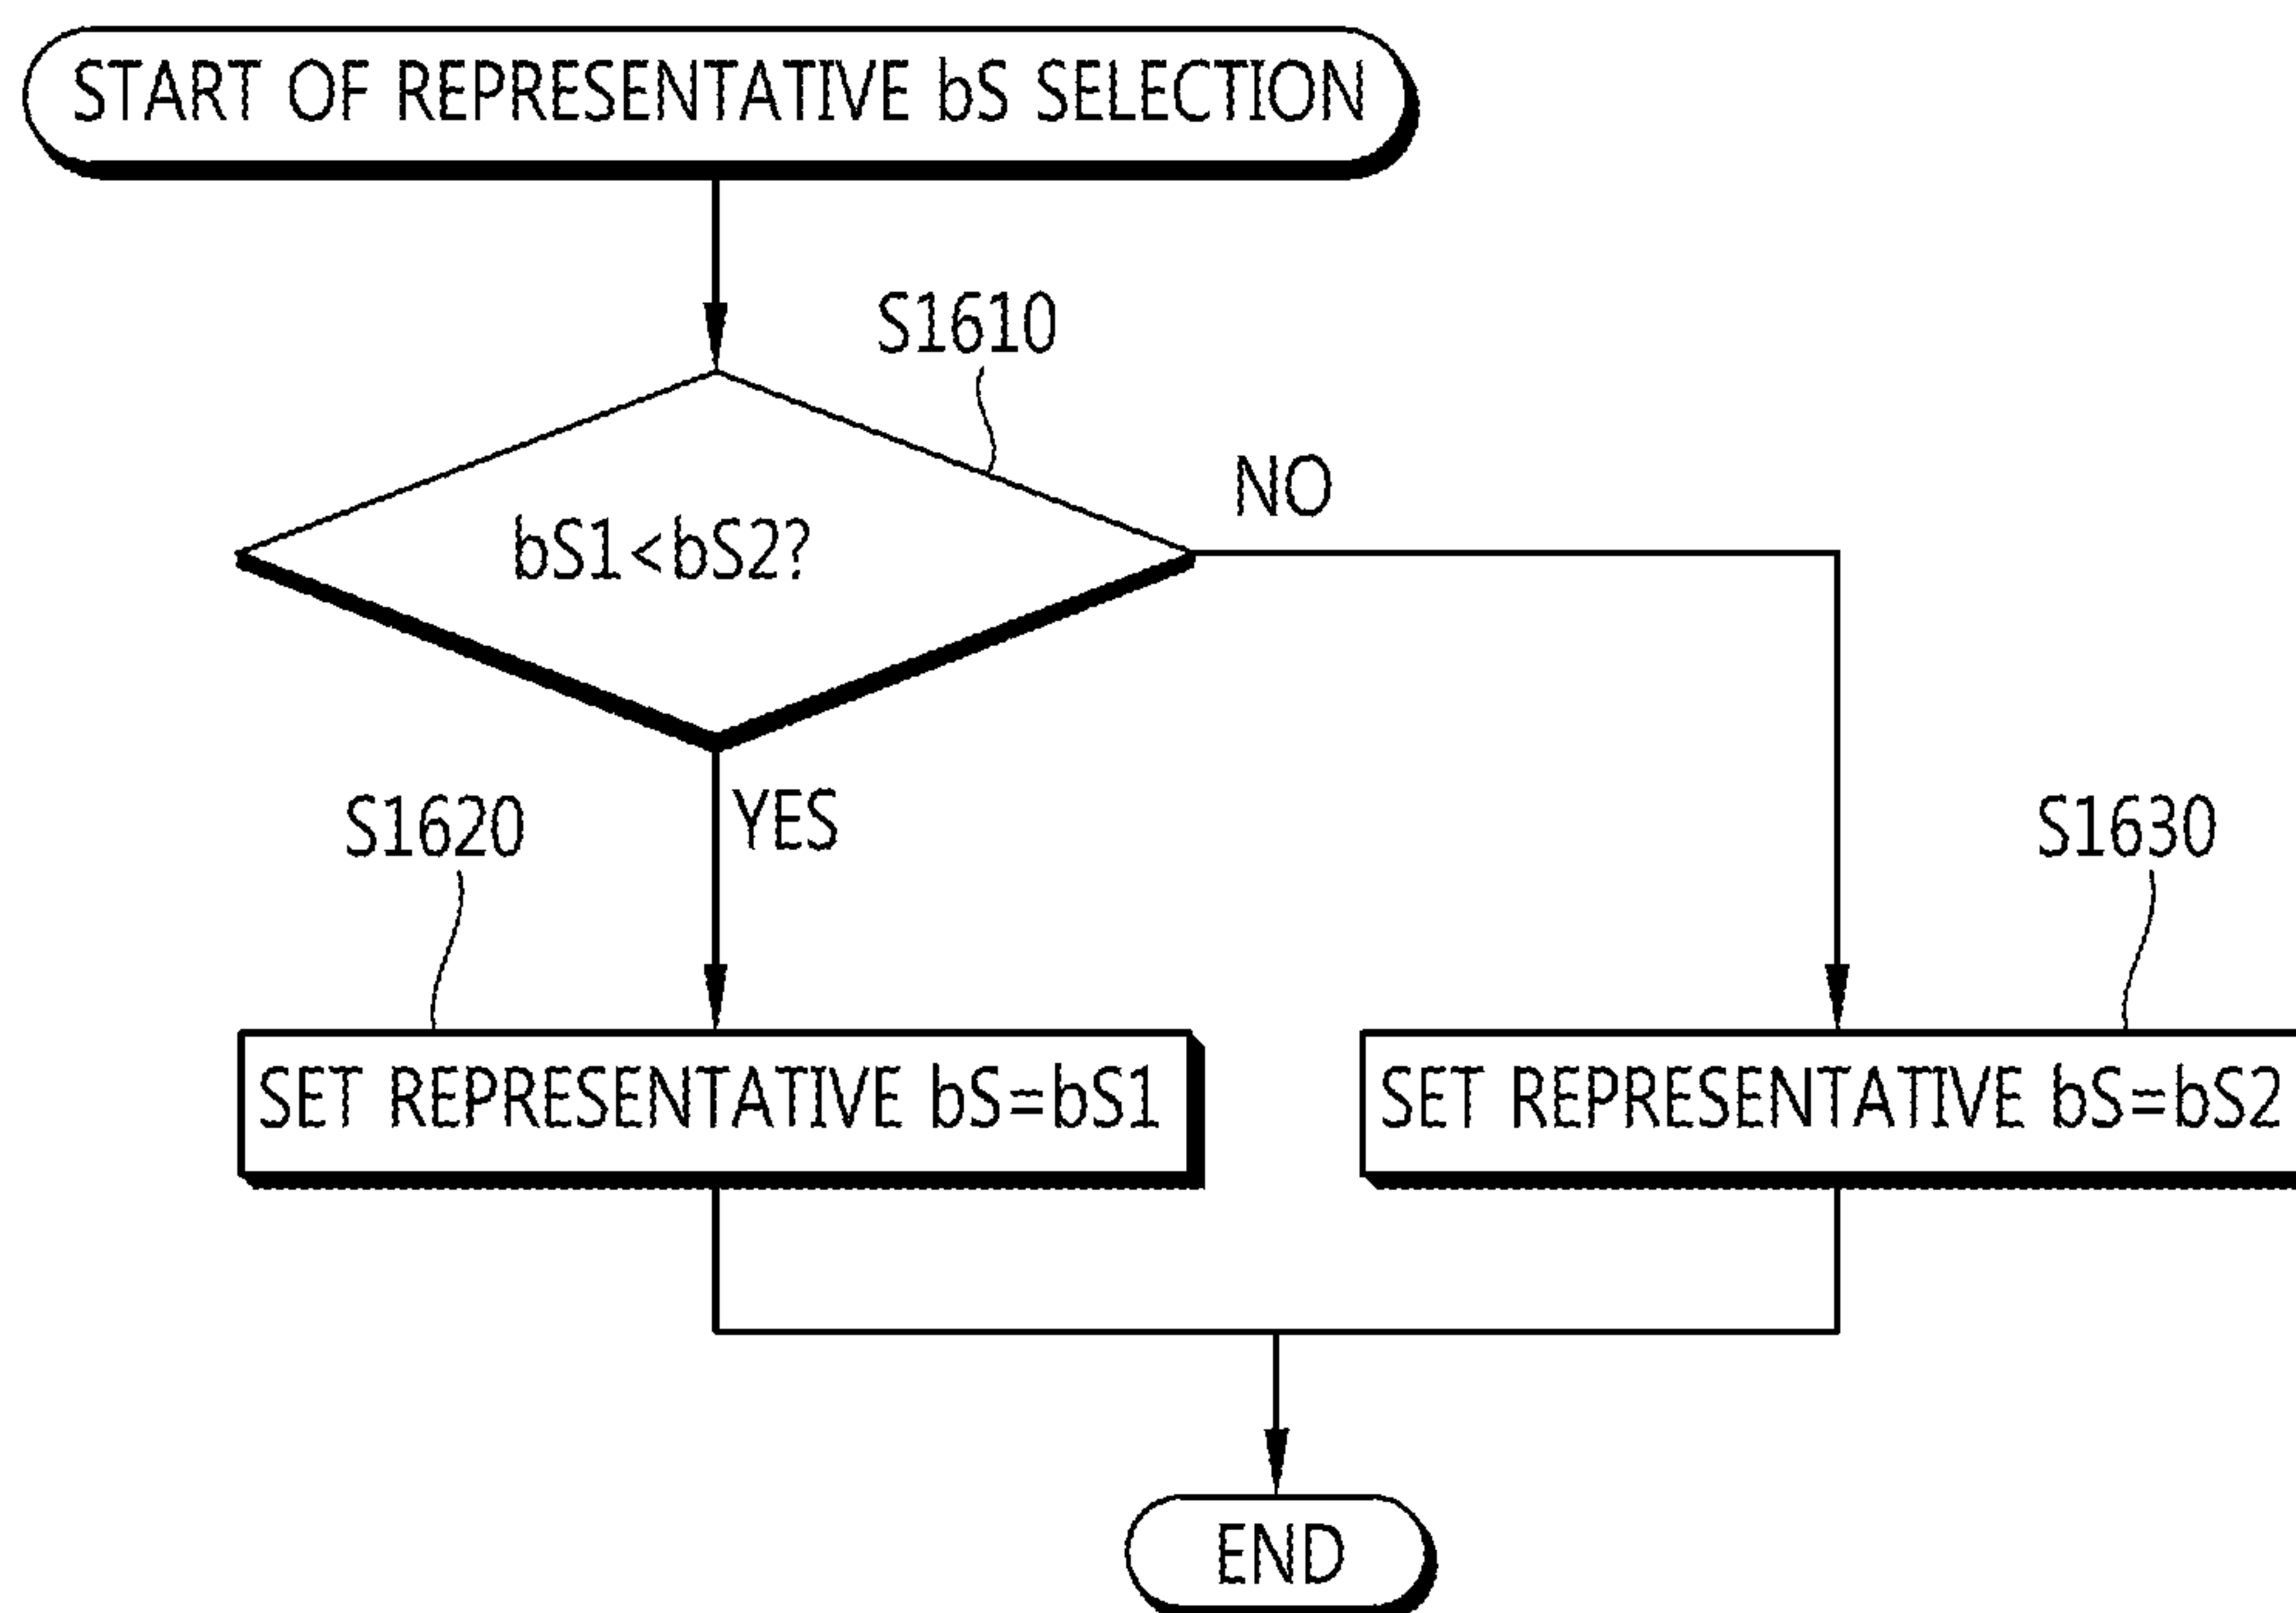 START OF REPRESENTATIVE bS SELECTION
S1610
NO
bS1<bS2?
YES
S1620
S1630
SET REPRESENTATIVE bS=bS1
SET REPRESENTATIVE bS=bS2
END